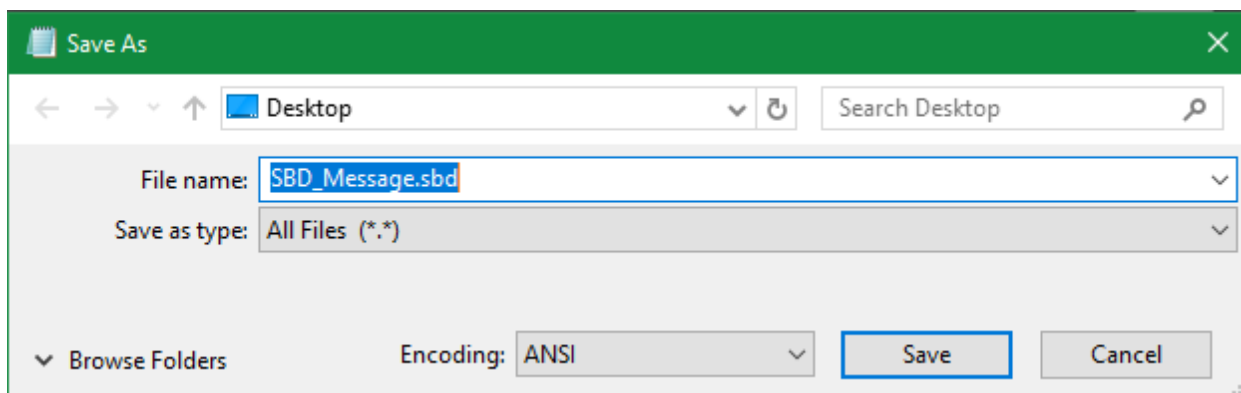 Save As
Desktop
Search Desktop
File name: SBD_Message.sbd
Save as type: All Files (*.*)
Browse Folders
Encoding: ANSI
Save
Cancel